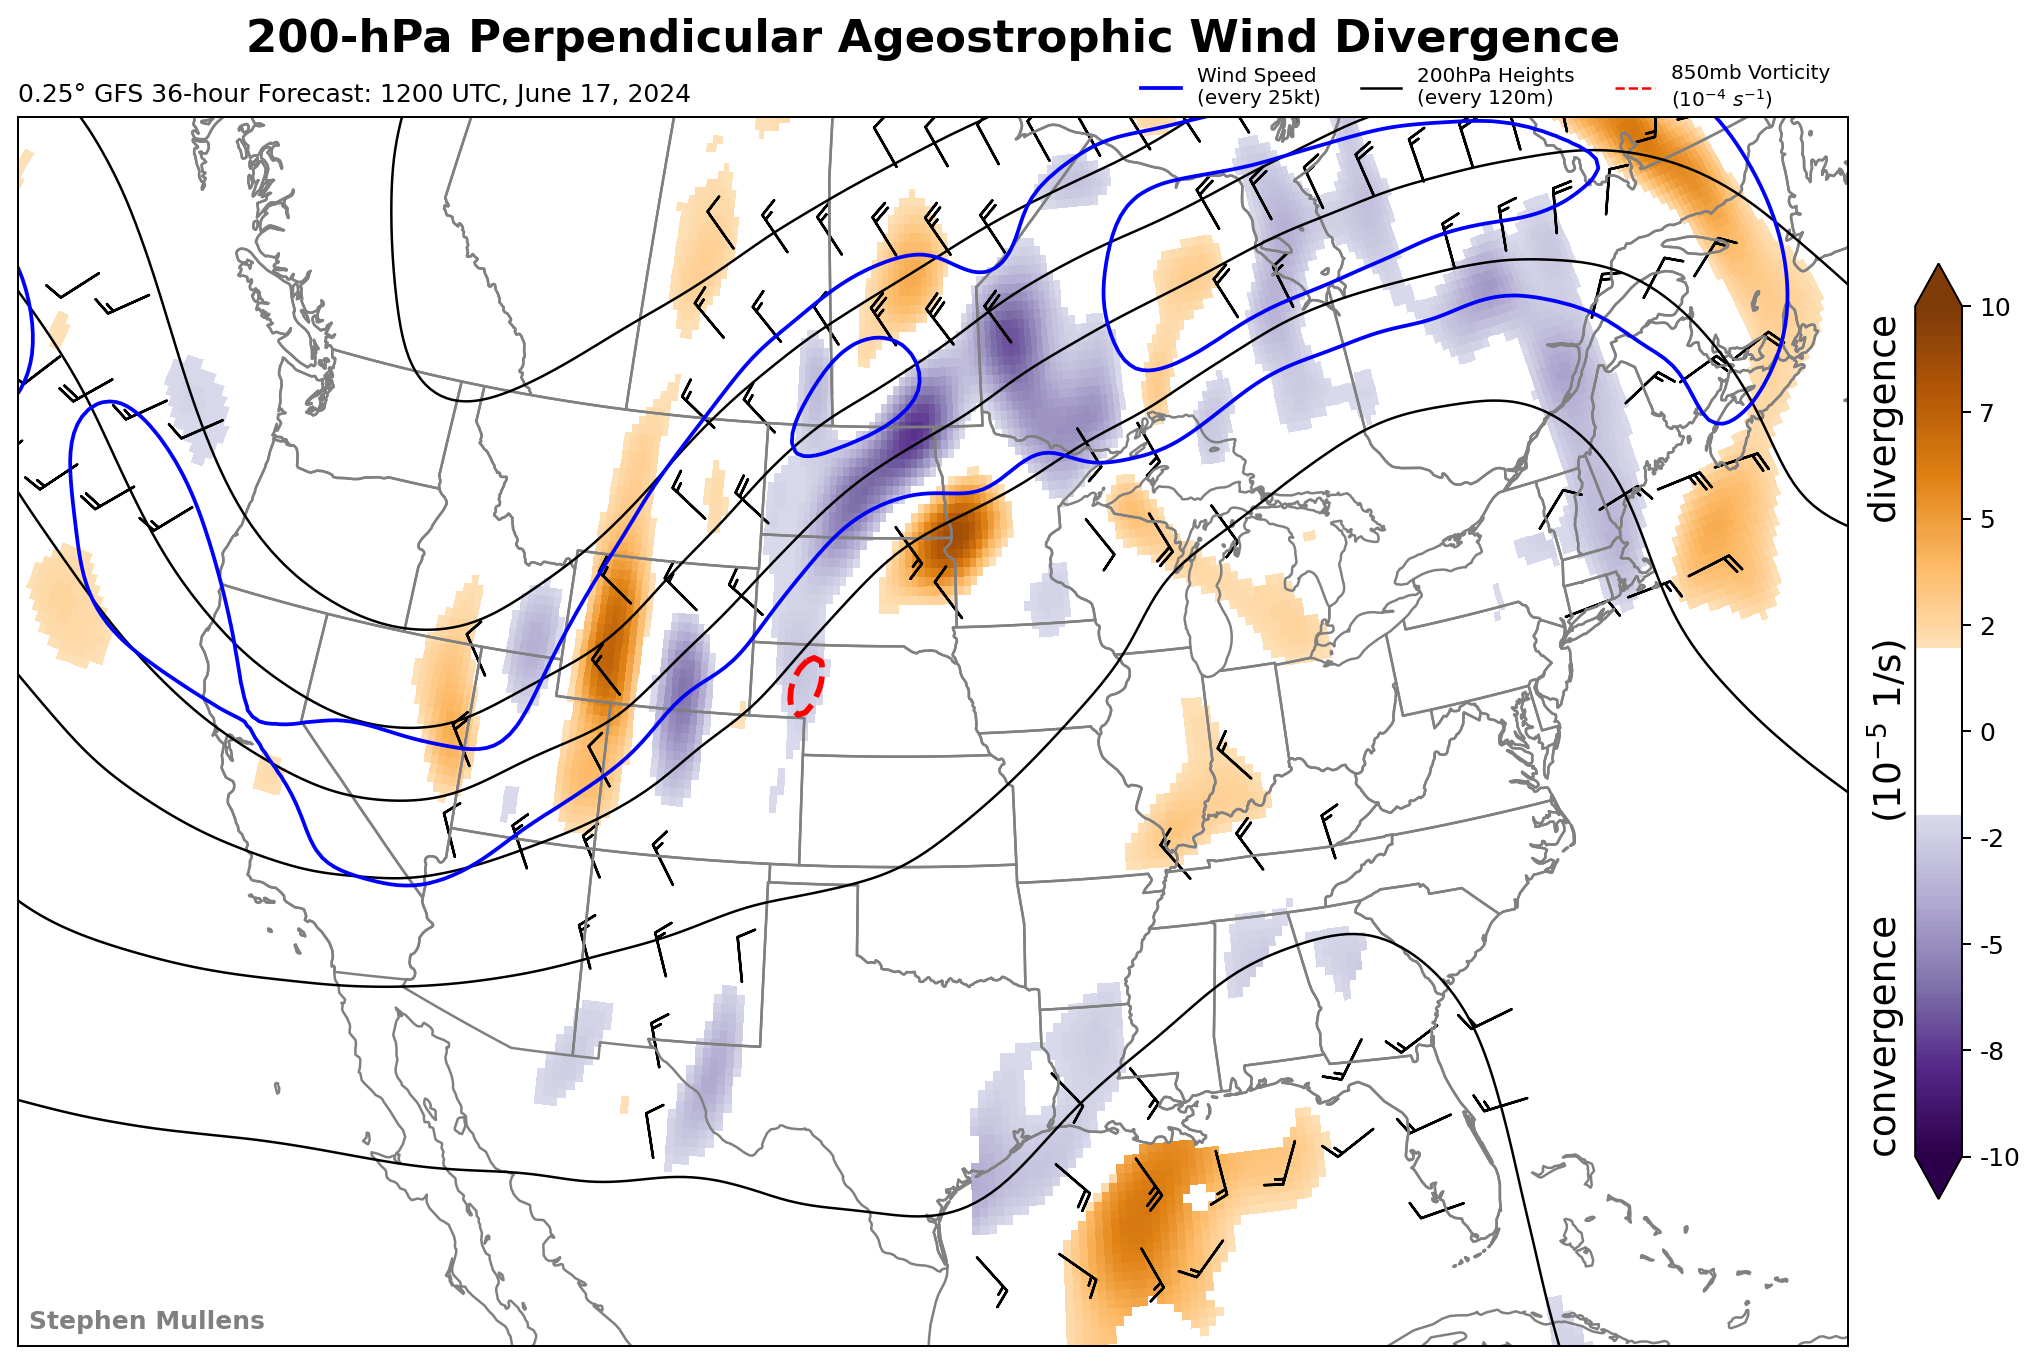 200-hPa Perpendicular Ageostrophic Wind Divergence
0.25° GFS 36-hour Forecast: 1200 UTC, June 17, 2024
Wind Speed
(every 25kt)
200hPa Heights
(every 120m)
850mb Vorticity
(10⁻⁴ s⁻¹)
10
7
5
2
0
-2
-5
-8
-10
convergence (10⁻⁵ 1/s) divergence
Stephen Mullens